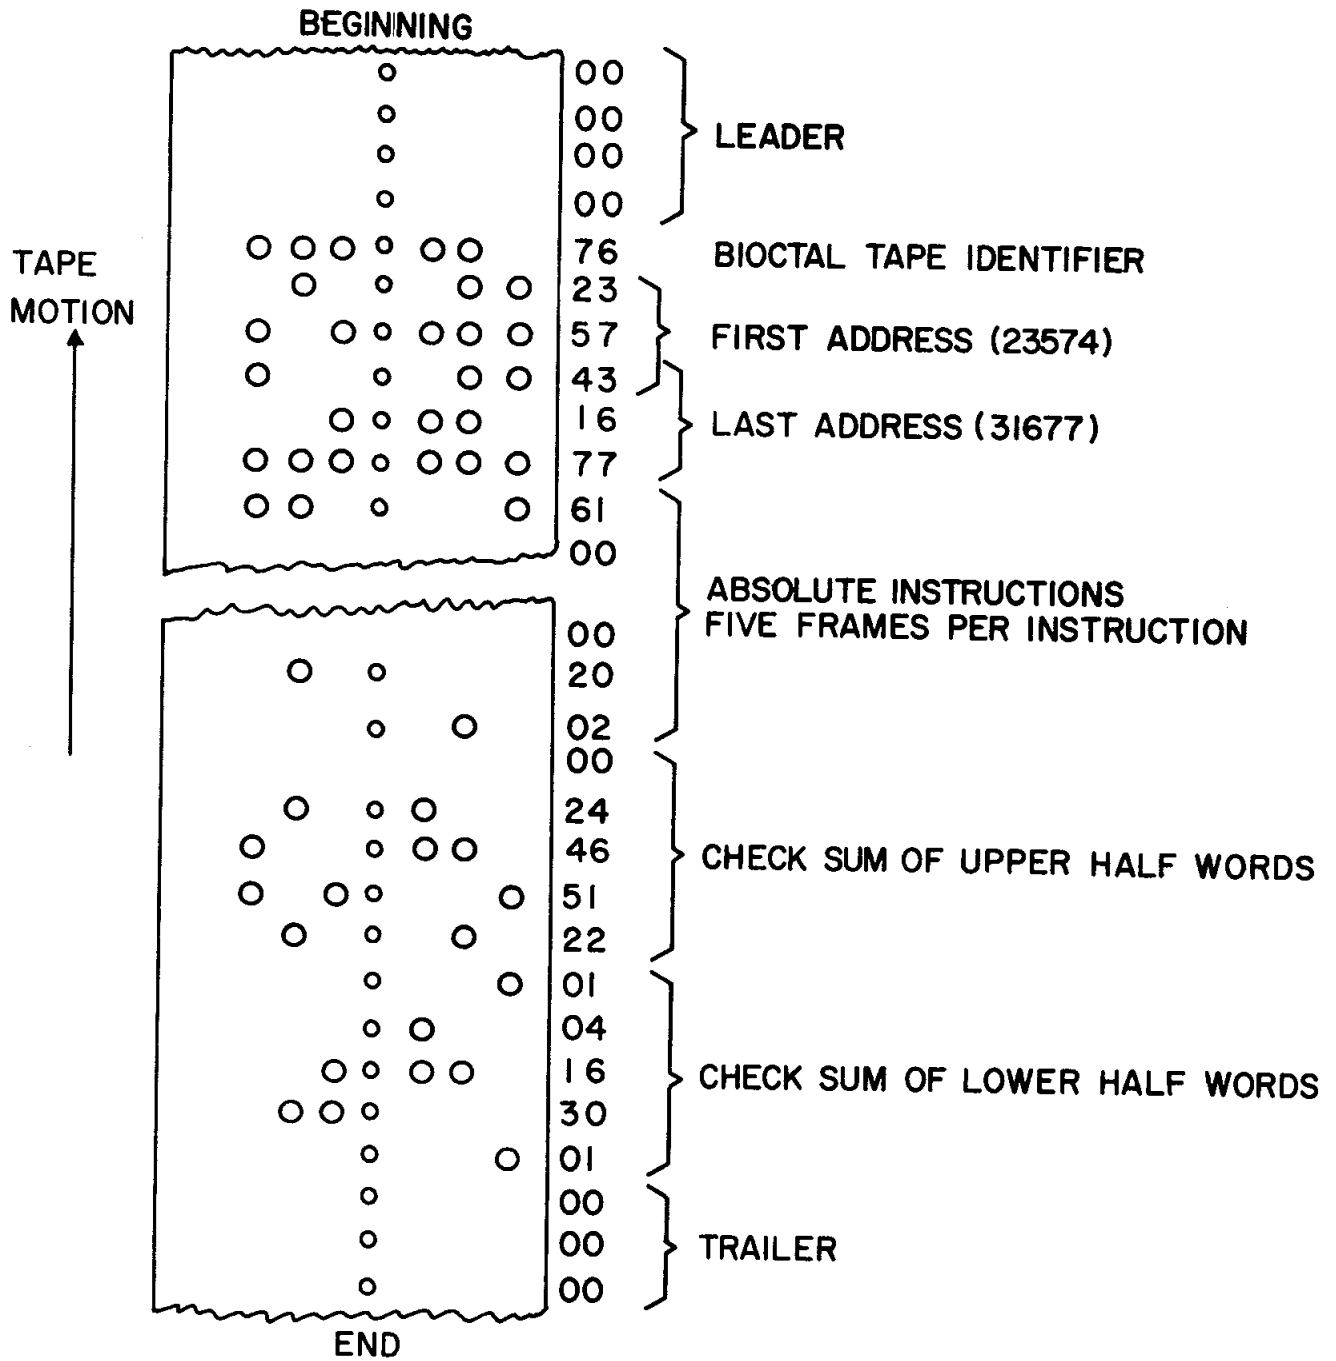 BEGINNING
00
00
00
00
LEADER
76 BIOCTAL TAPE IDENTIFIER
TAPE
MOTION
23
57
43
FIRST ADDRESS (23574)
16
77
LAST ADDRESS (31677)
61
00
ABSOLUTE INSTRUCTIONS
FIVE FRAMES PER INSTRUCTION
00
20
02
00
24
46
51
22
CHECK SUM OF UPPER HALF WORDS
01
04
16
30
01
CHECK SUM OF LOWER HALF WORDS
00
00
00
TRAILER
END